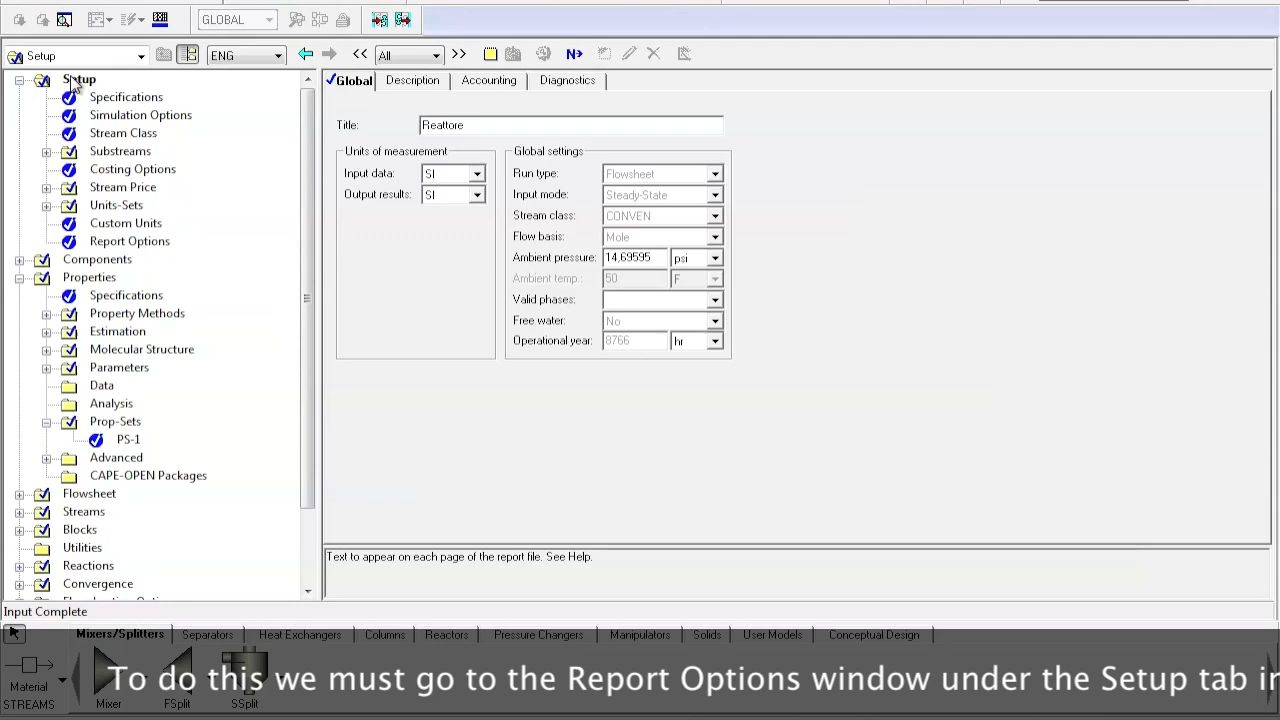 GLOBAL
Setup
ENG
<<
All
>>
N>
Setup
Specifications
Simulation Options
Stream Class
Substreams
Costing Options
Stream Price
Units-Sets
Custom Units
Report Options
Components
Properties
Specifications
Property Methods
Estimation
Molecular Structure
Parameters
Data
Analysis
Prop-Sets
PS-1
Advanced
CAPE-OPEN Packages
Flowsheet
Streams
Blocks
Utilities
Reactions
Convergence
Global Description Accounting Diagnostics
Title: Reattore
Units of measurement
Input data: SI
Output results: SI
Global settings
Run type: Flowsheet
Input mode: Steady-State
Stream class: CONVEN
Flow basis: Mole
Ambient pressure: 14,69595 psi
Ambient temp.: 50 F
Valid phases:
Free water: No
Operational year: 8766 hr
Text to appear on each page of the report file. See Help.
Input Complete
Mixers/Splitters Separators Heat Exchangers Columns Reactors Pressure Changers Manipulators Solids User Models Conceptual Design
To do this we must go to the Report Options window under the Setup tab in
Material
STREAMS
Mixer
FSplit
SSplit